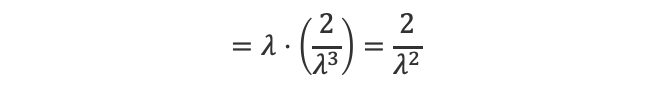 = λ · (2/λ³) = 2/λ²